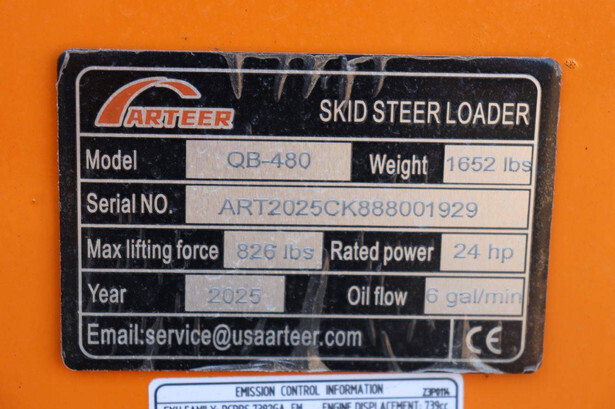 ARTEER SKID STEER LOADER
Model QB-480 Weight 1652 lbs
Serial NO. ART2025CK888001929
Max lifting force 826 lbs Rated power 24 hp
Year 2025 Oil flow 6 gal/min
Email:service@usaarteer.com CE
EMISSION CONTROL INFORMATION Z3P0114
ENGINE DISPLACEMENT: 739cc